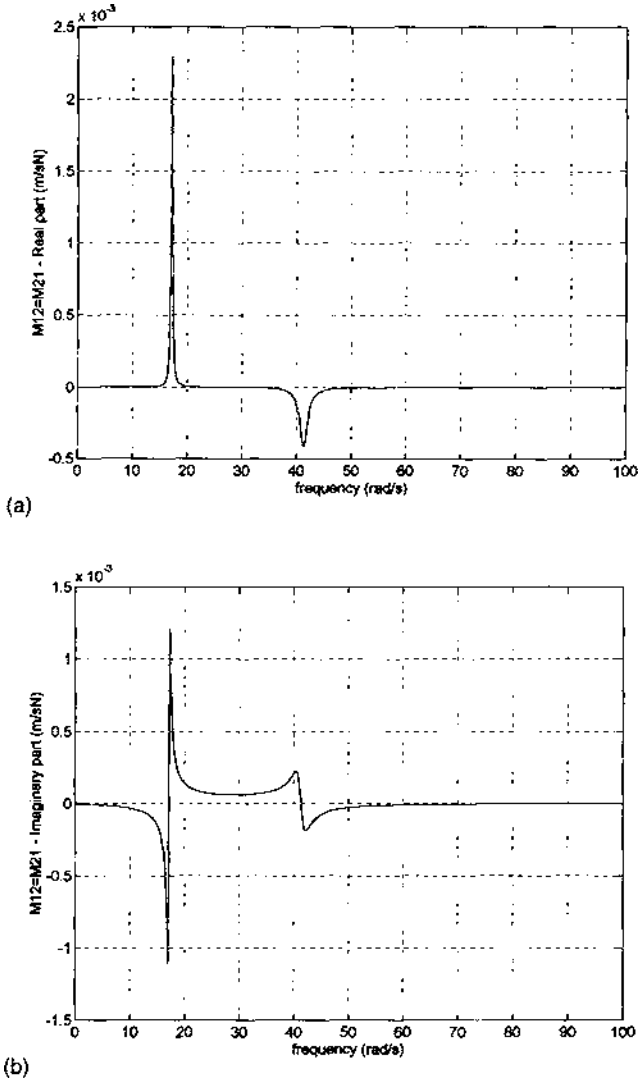 x 10⁻³
2.5
2
1.5
1
0.5
0
-0.5
M12=M21 - Real part (m/sN)
0 10 20 30 40 50 60 70 80 90 100
frequency (rad/s)
(a)
x 10⁻³
1.5
1
0.5
0
-0.5
-1
-1.5
M12=M21 - Imaginary part (m/sN)
0 10 20 30 40 50 60 70 80 90 100
frequency (rad/s)
(b)